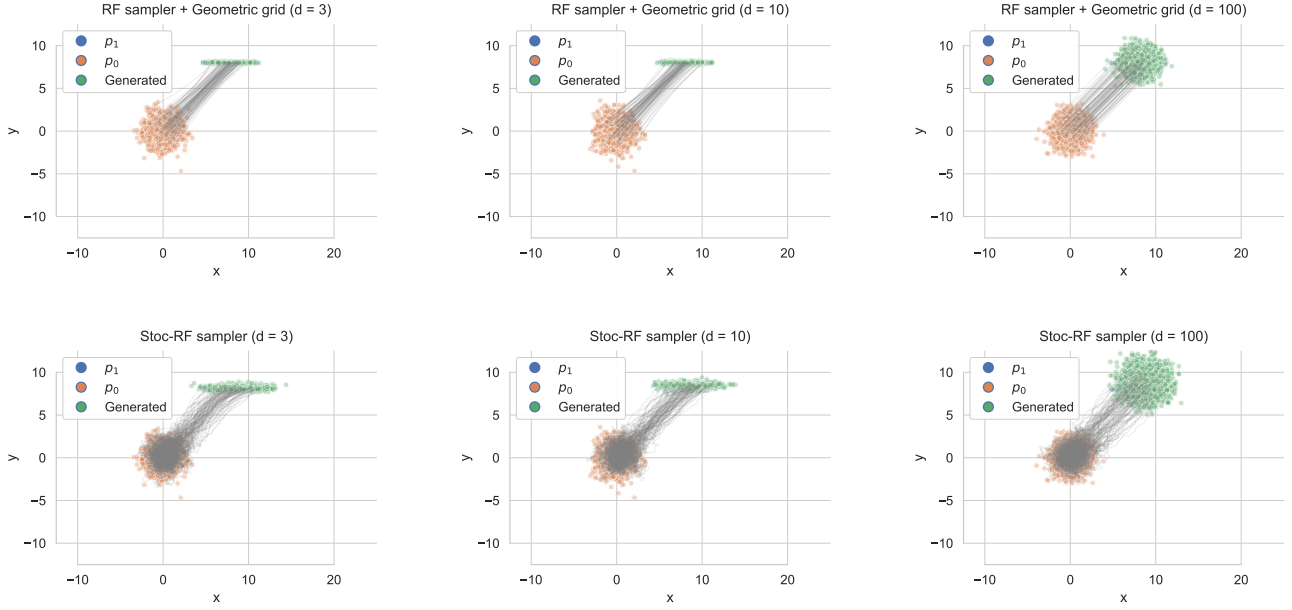 RF sampler + Geometric grid (d = 3)
10
5
0
−5
−10
y
p1
p0
Generated
−10
0
10
20
x
RF sampler + Geometric grid (d = 10)
10
5
0
−5
−10
y
p1
p0
Generated
−10
0
10
20
x
RF sampler + Geometric grid (d = 100)
10
5
0
−5
−10
y
p1
p0
Generated
−10
0
10
20
x
Stoc-RF sampler (d = 3)
10
5
0
−5
−10
y
p1
p0
Generated
−10
0
10
20
x
Stoc-RF sampler (d = 10)
10
5
0
−5
−10
y
p1
p0
Generated
−10
0
10
20
x
Stoc-RF sampler (d = 100)
10
5
0
−5
−10
y
p1
p0
Generated
−10
0
10
20
x